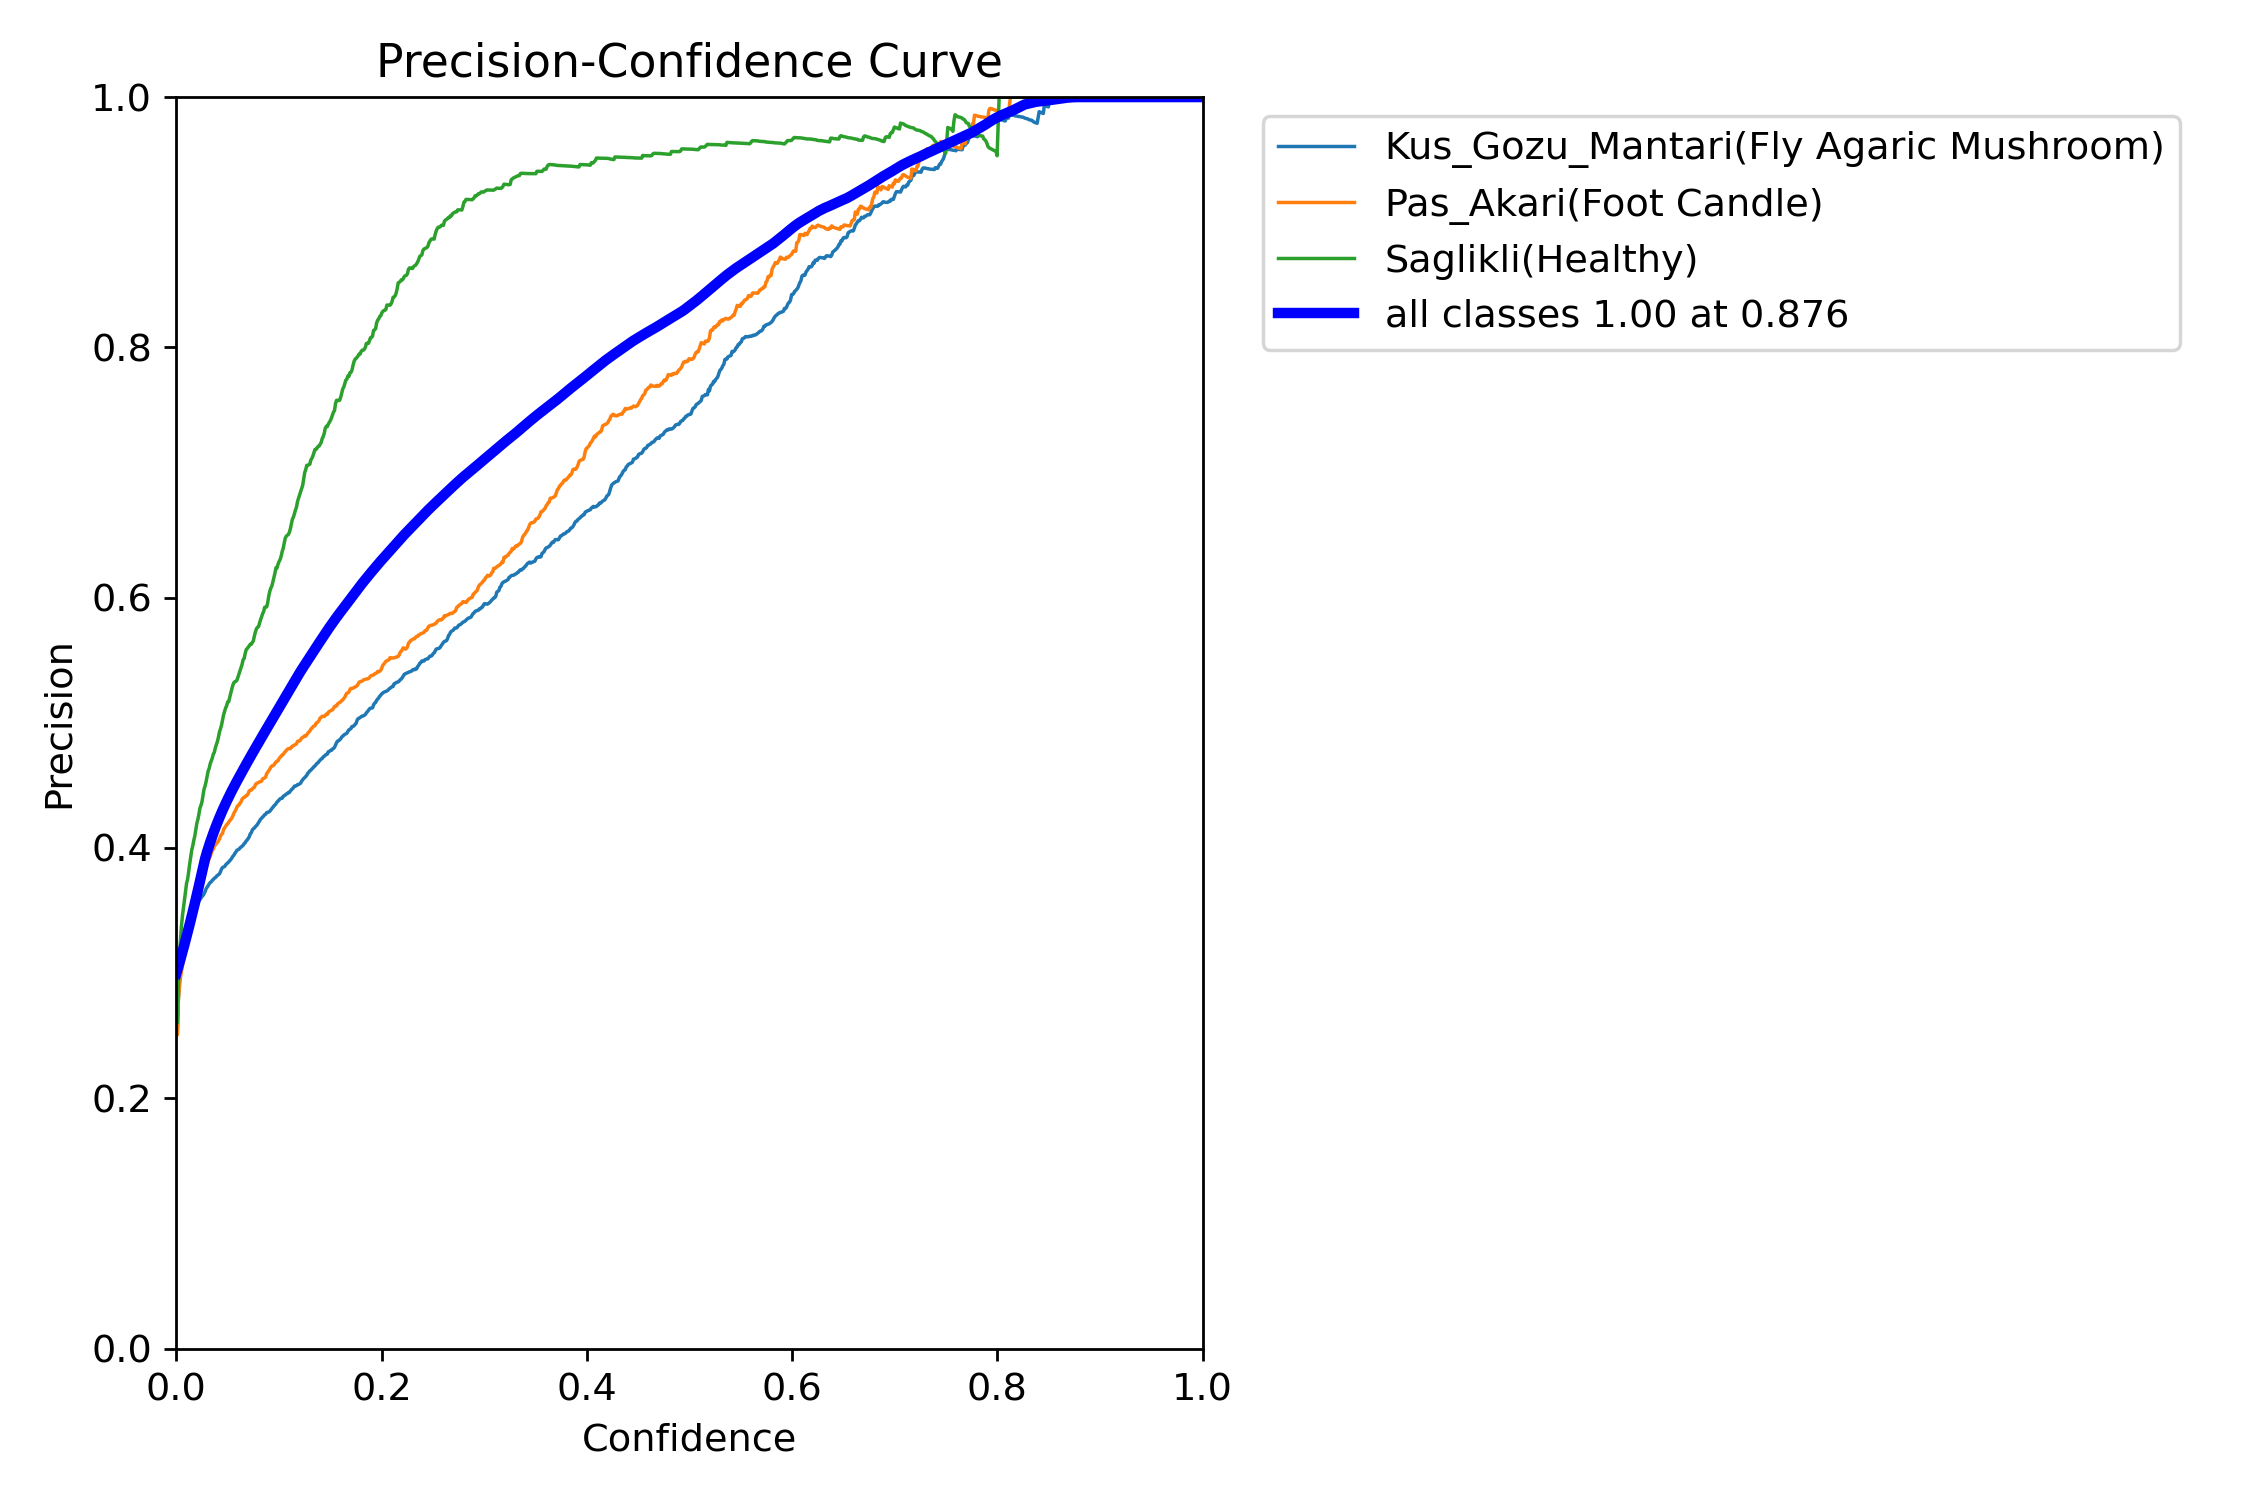 Precision-Confidence Curve
1.0
0.8
0.6
0.4
0.2
0.0
Precision
0.0 0.2 0.4 0.6 0.8 1.0
Confidence
Kus_Gozu_Mantari(Fly Agaric Mushroom)
Pas_Akari(Foot Candle)
Saglikli(Healthy)
all classes 1.00 at 0.876